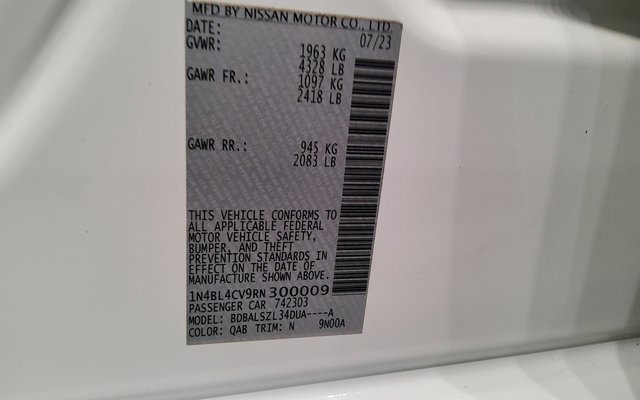 MFD BY NISSAN MOTOR CO., LTD.
DATE: 07/23
GVWR: 1963 KG
4328 LB
GAWR FR.: 1097 KG
2418 LB
GAWR RR.: 945 KG
2083 LB
THIS VEHICLE CONFORMS TO
ALL APPLICABLE FEDERAL
MOTOR VEHICLE SAFETY,
BUMPER, AND THEFT
PREVENTION STANDARDS IN
EFFECT ON THE DATE OF
MANUFACTURE SHOWN ABOVE.
1N4BL4CV9RN300009
PASSENGER CAR 742303
MODEL: BDBALSZL34DUA----A
COLOR: QAB TRIM: N 9N00A